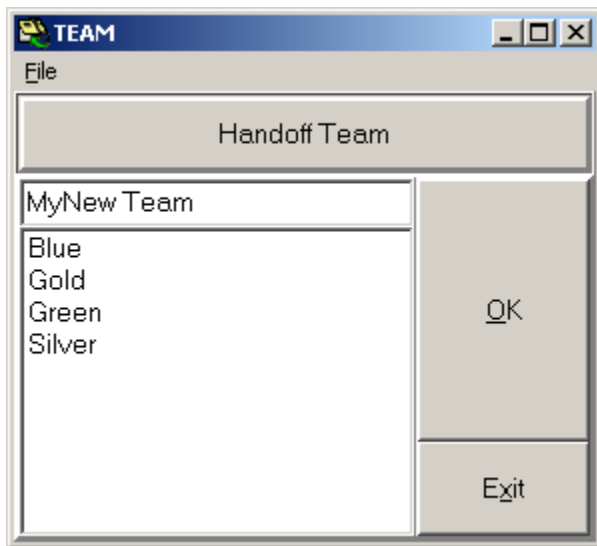 TEAM
File
Handoff Team
MyNew Team
Blue
Gold
Green
Silver
OK
Exit